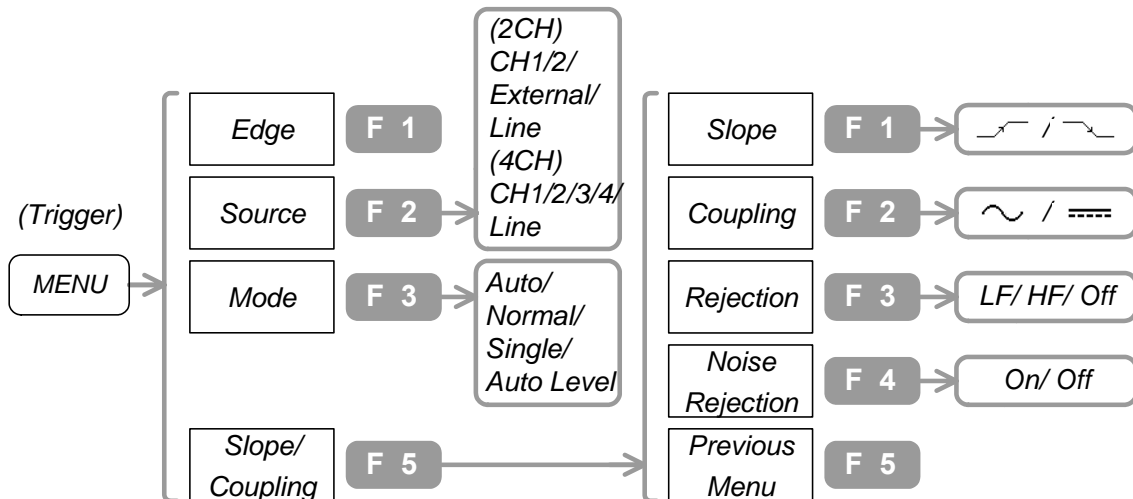 (Trigger)
MENU
Edge
F 1
Source
F 2
(2CH)
CH1/2/
External/
Line
(4CH)
CH1/2/3/4/
Line
Mode
F 3
Auto/
Normal/
Single/
Auto Level
Slope/
Coupling
F 5
Slope
F 1
/
Coupling
F 2
/
Rejection
F 3
LF/ HF/ Off
Noise
Rejection
F 4
On/ Off
Previous
Menu
F 5